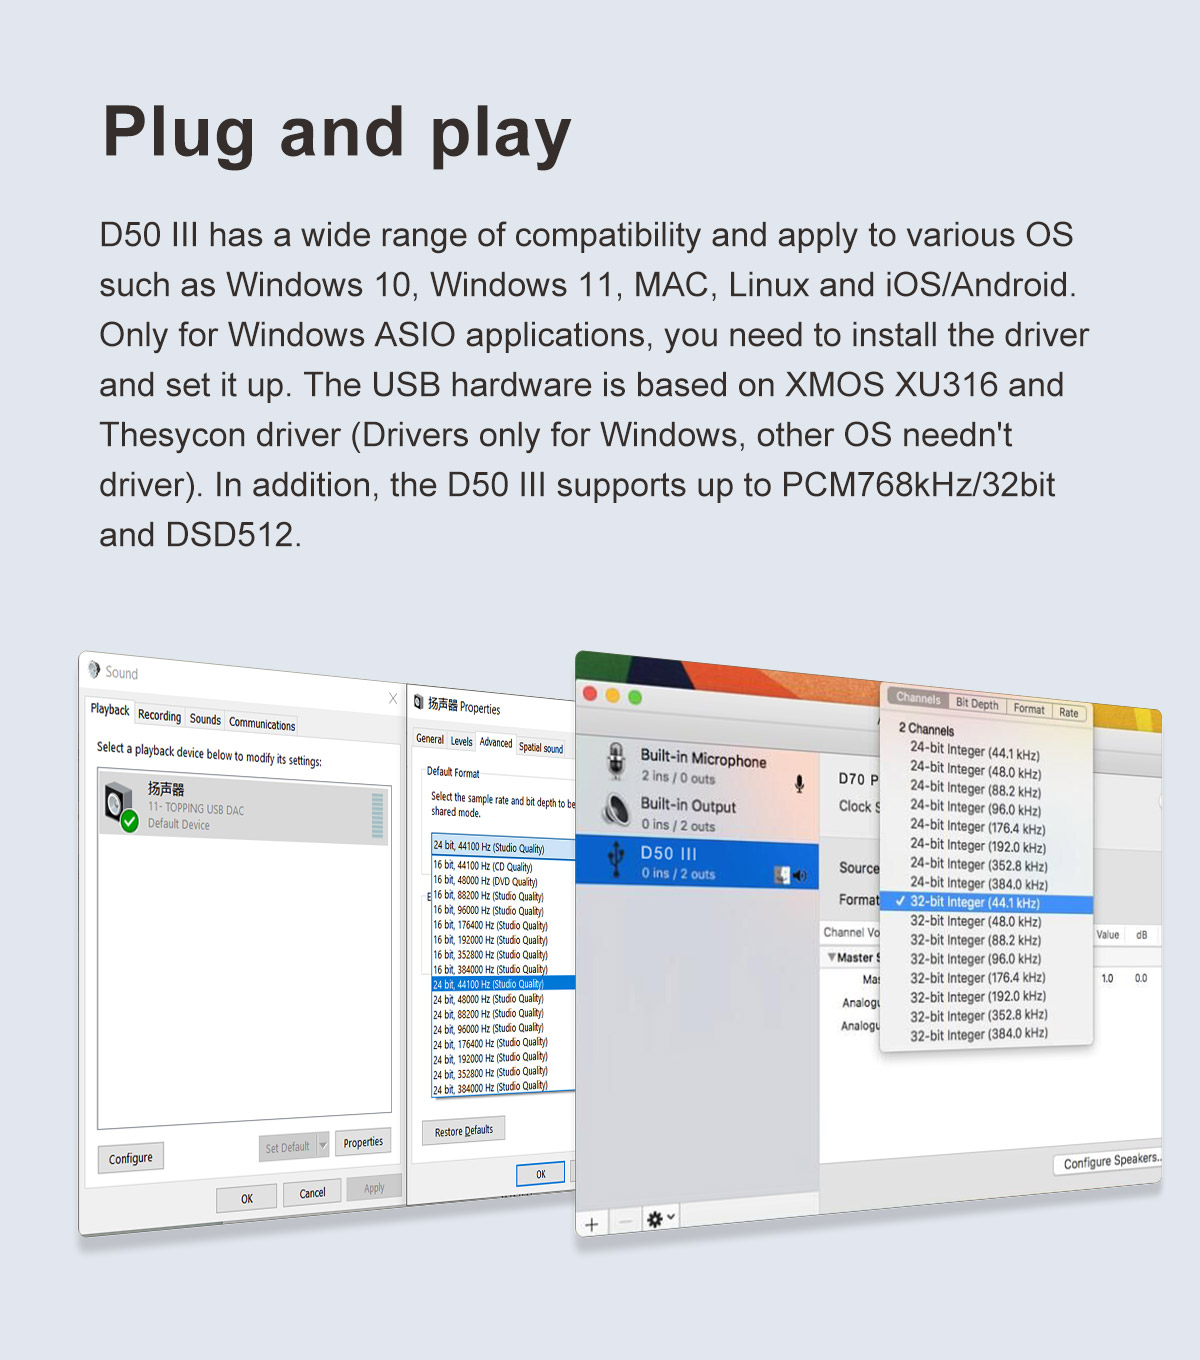 Plug and play
D50 III has a wide range of compatibility and apply to various OS
such as Windows 10, Windows 11, MAC, Linux and iOS/Android.
Only for Windows ASIO applications, you need to install the driver
and set it up. The USB hardware is based on XMOS XU316 and
Thesycon driver (Drivers only for Windows, other OS needn't
driver). In addition, the D50 III supports up to PCM768kHz/32bit
and DSD512.
Sound
Playback Recording Sounds Communications
Select a playback device below to modify its settings:
扬声器
11- TOPPING USB DAC
Default Device
Configure
Set Default
Properties
OK
Cancel
Apply
扬声器 Properties
General Levels Advanced Spatial sound
Default Format
Select the sample rate and bit depth to be
shared mode.
24 bit, 44100 Hz (Studio Quality)
16 bit, 44100 Hz (CD Quality)
16 bit, 48000 Hz (DVD Quality)
16 bit, 88200 Hz (Studio Quality)
16 bit, 96000 Hz (Studio Quality)
16 bit, 176400 Hz (Studio Quality)
16 bit, 192000 Hz (Studio Quality)
16 bit, 352800 Hz (Studio Quality)
16 bit, 384000 Hz (Studio Quality)
24 bit, 44100 Hz (Studio Quality)
24 bit, 48000 Hz (Studio Quality)
24 bit, 88200 Hz (Studio Quality)
24 bit, 96000 Hz (Studio Quality)
24 bit, 176400 Hz (Studio Quality)
24 bit, 192000 Hz (Studio Quality)
24 bit, 352800 Hz (Studio Quality)
24 bit, 384000 Hz (Studio Quality)
Restore Defaults
OK
Built-in Microphone
2 ins / 0 outs
Built-in Output
0 ins / 2 outs
D50 III
0 ins / 2 outs
D70 P
Clock S
Source
Format
Channel Vo
Value dB
Master S
Mas
1.0 0.0
Analogu
Analogu
Channels Bit Depth Format Rate
2 Channels
24-bit Integer (44.1 kHz)
24-bit Integer (48.0 kHz)
24-bit Integer (88.2 kHz)
24-bit Integer (96.0 kHz)
24-bit Integer (176.4 kHz)
24-bit Integer (192.0 kHz)
24-bit Integer (352.8 kHz)
24-bit Integer (384.0 kHz)
✓ 32-bit Integer (44.1 kHz)
32-bit Integer (48.0 kHz)
32-bit Integer (88.2 kHz)
32-bit Integer (96.0 kHz)
32-bit Integer (176.4 kHz)
32-bit Integer (192.0 kHz)
32-bit Integer (352.8 kHz)
32-bit Integer (384.0 kHz)
Configure Speakers..